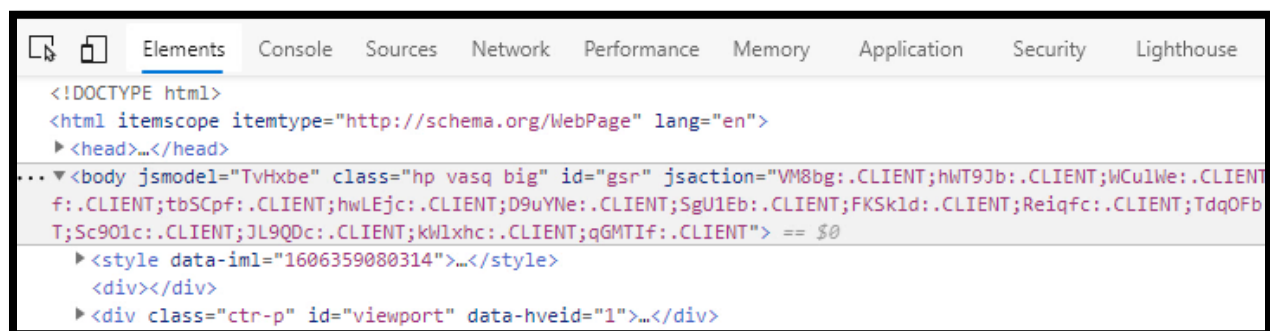 Elements Console Sources Network Performance Memory Application Security Lighthouse
<!DOCTYPE html>
<html itemscope itemtype="http://schema.org/WebPage" lang="en">
▶<head>…</head>
... ▼<body jsmodel="TvHxbe" class="hp vasq big" id="gsr" jsaction="VM8bg:.CLIENT;hWT9Jb:.CLIENT;WCulWe:.CLIENT
f:.CLIENT;tbSCpf:.CLIENT;hwLEjc:.CLIENT;D9uYNe:.CLIENT;SgU1Eb:.CLIENT;FKSkld:.CLIENT;Reiqfc:.CLIENT;TdqOFb
T;Sc9O1c:.CLIENT;JL9QDc:.CLIENT;kWlxhc:.CLIENT;qGMTIf:.CLIENT"> == $0
▶<style data-iml="1606359080314">…</style>
<div></div>
▶<div class="ctr-p" id="viewport" data-hveid="1">…</div>